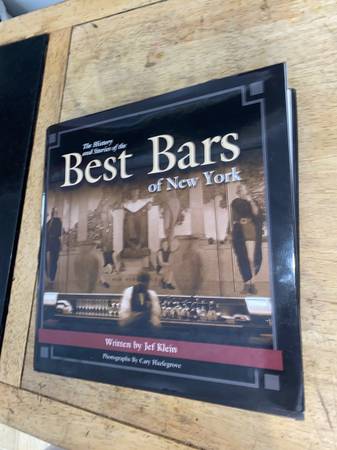 The History
and Stories of the
Best Bars
of New York
Written by Jef Klein
Photographs By Cary Hazlegrove